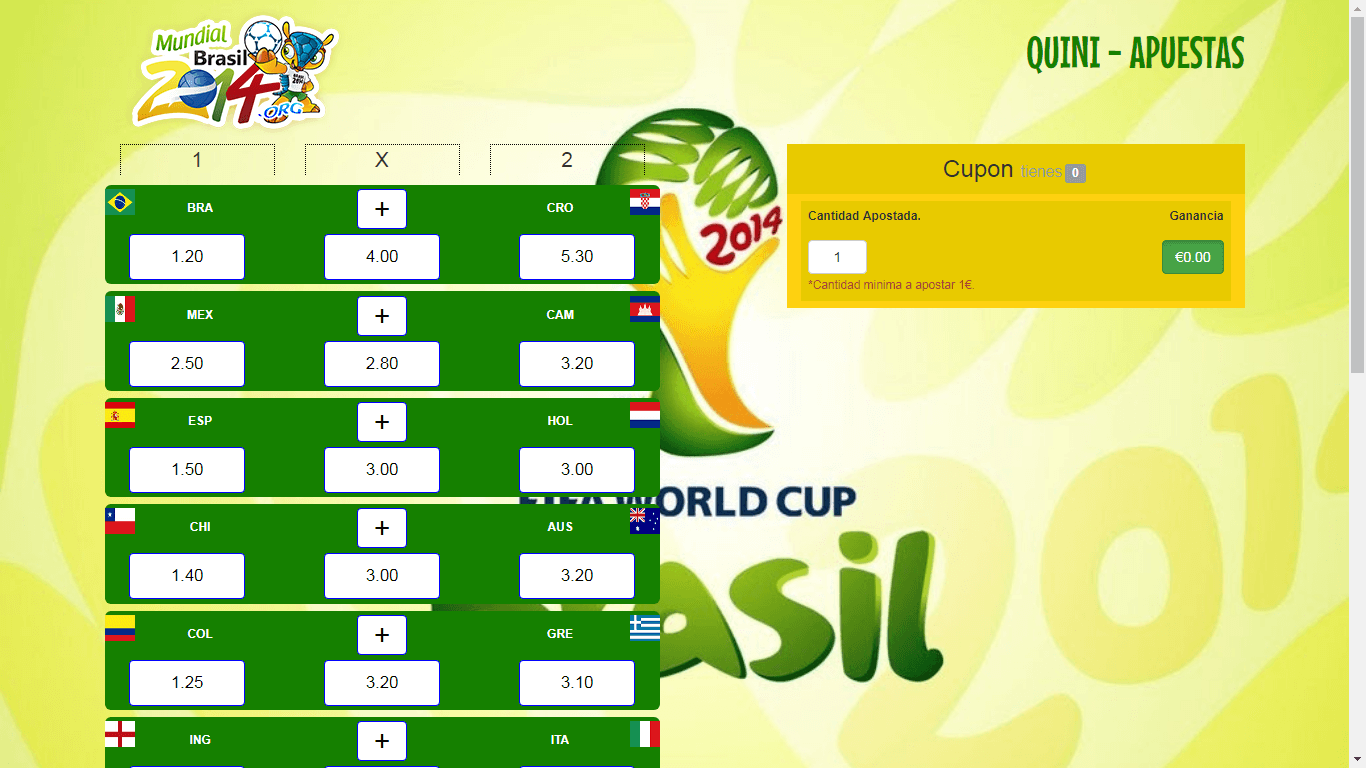 Mundial
Brasil
2014
.ORG
QUINI - APUESTAS
1 X 2
Cupon tienes 0
Cantidad Apostada. Ganancia
1 €0.00
*Cantidad minima a apostar 1€.
BRA + CRO
1.20 4.00 5.30
MEX + CAM
2.50 2.80 3.20
ESP + HOL
1.50 3.00 3.00
CHI + AUS
1.40 3.00 3.20
COL + GRE
1.25 3.20 3.10
ING + ITA
2014
FIFA WORLD CUP
Brasil
201